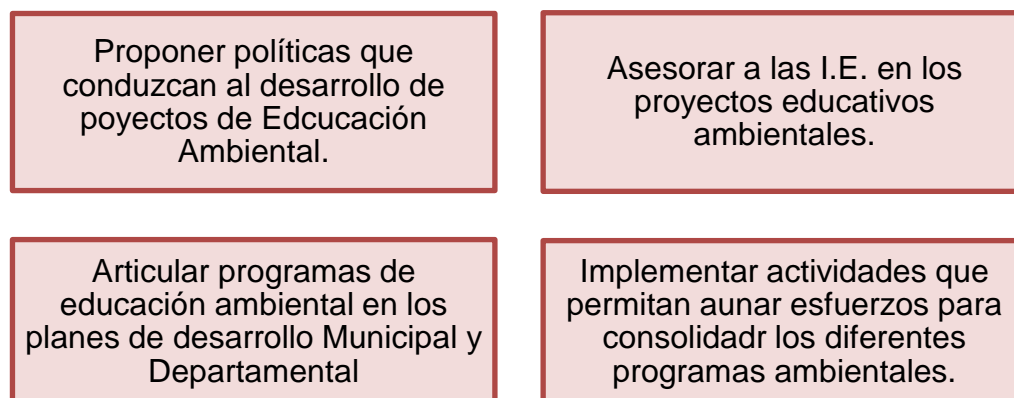 Proponer políticas que
conduzcan al desarrollo de
poyectos de Edcucación
Ambiental.
Asesorar a las I.E. en los
proyectos educativos
ambientales.
Articular programas de
educación ambiental en los
planes de desarrollo Municipal y
Departamental
Implementar actividades que
permitan aunar esfuerzos para
consolidadr los diferentes
programas ambientales.